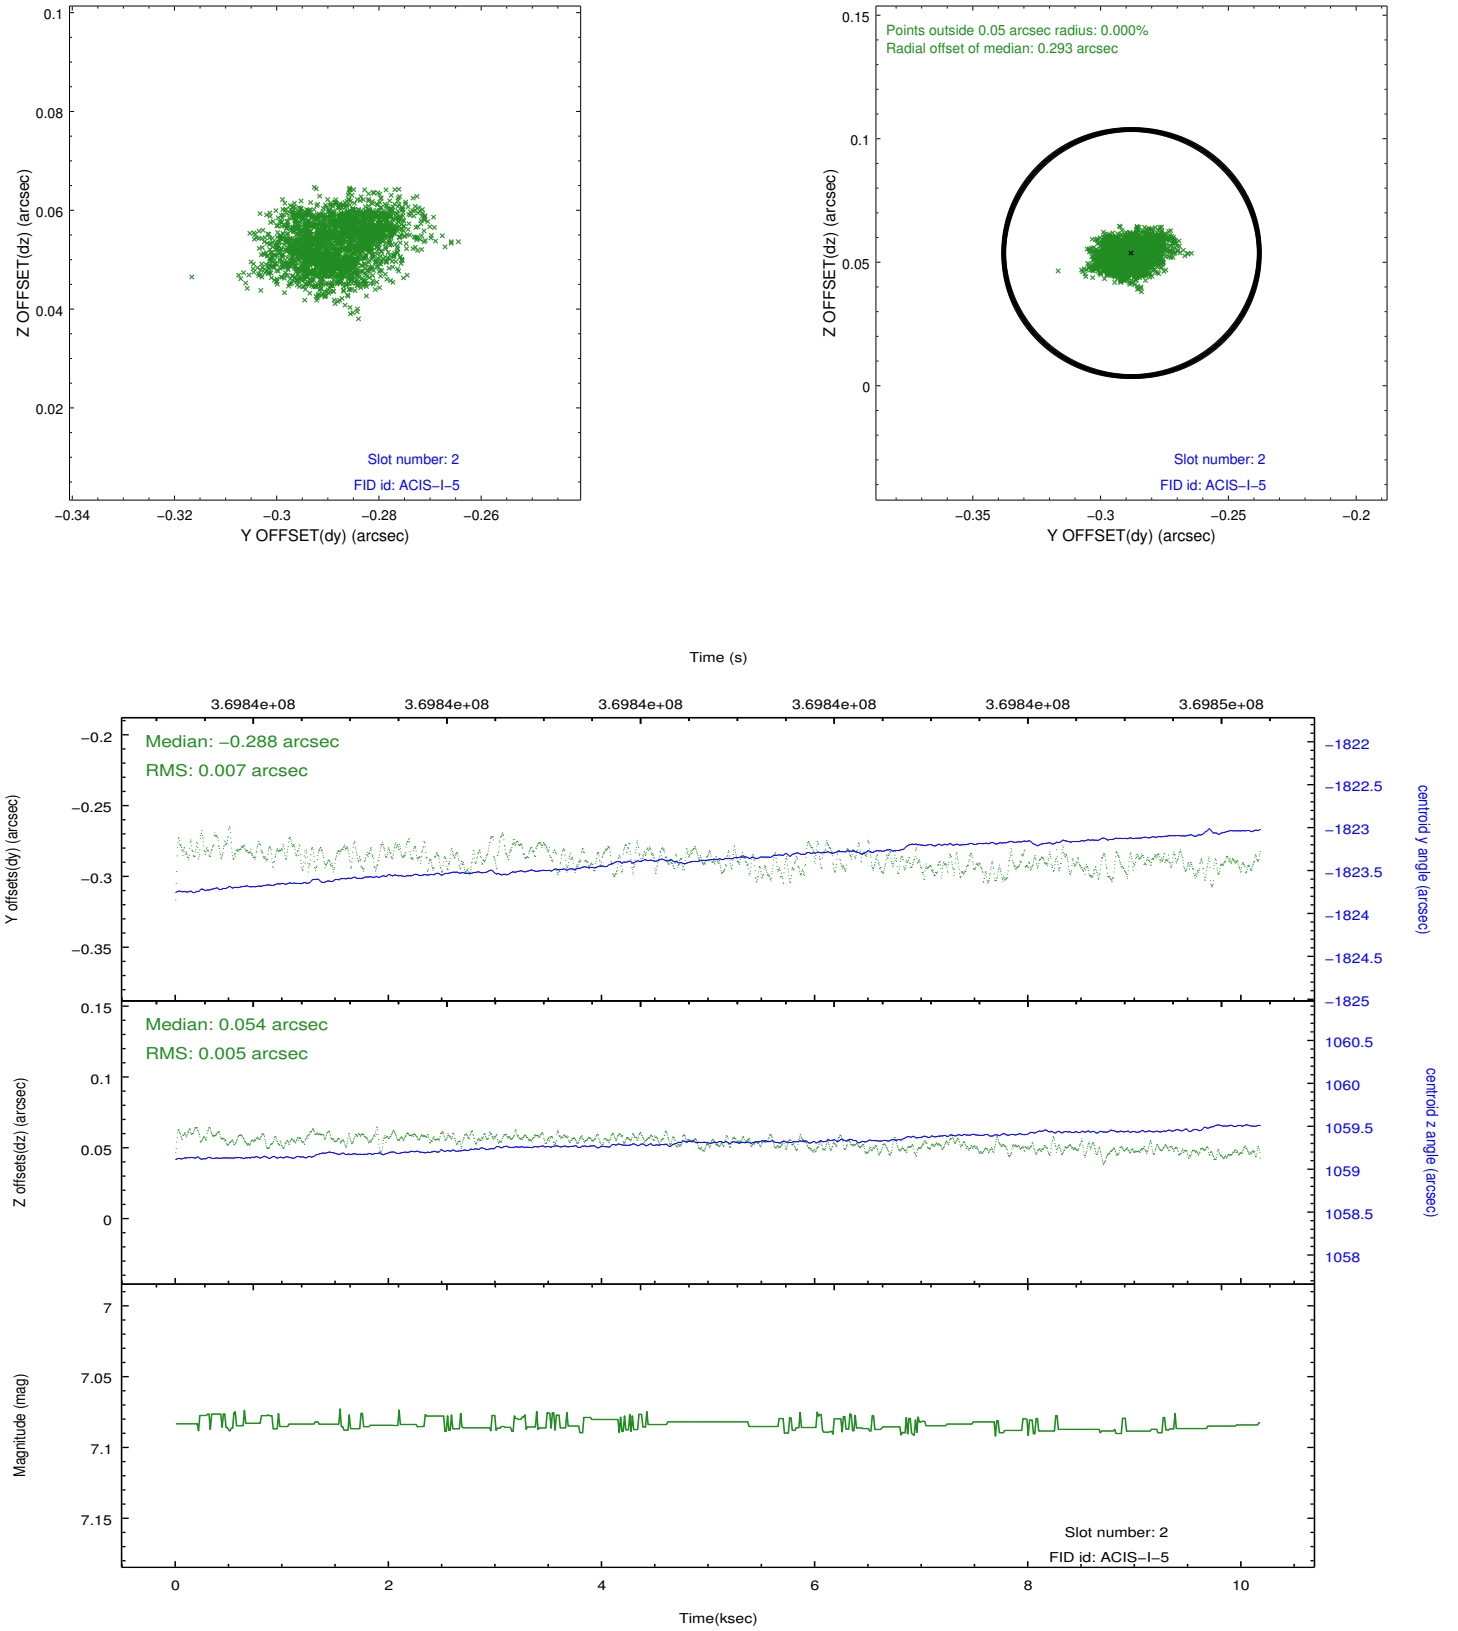 0.1
0.08
0.06
0.04
0.02
Z OFFSET(dz) (arcsec)
Slot number: 2
FID id: ACIS−I−5
−0.34 −0.32 −0.3 −0.28 −0.26
Y OFFSET(dy) (arcsec)
Points outside 0.05 arcsec radius: 0.000%
Radial offset of median: 0.293 arcsec
0.15
0.1
0.05
0
Z OFFSET(dz) (arcsec)
Slot number: 2
FID id: ACIS−I−5
−0.35 −0.3 −0.25 −0.2
Y OFFSET(dy) (arcsec)
Time (s)
3.6984e+08 3.6984e+08 3.6984e+08 3.6984e+08 3.6984e+08 3.6985e+08
Median: −0.288 arcsec
RMS: 0.007 arcsec
−0.2
−0.25
−0.3
−0.35
Y offsets(dy) (arcsec)
−1822
−1822.5
−1823
−1823.5
−1824
−1824.5
−1825
centroid y angle (arcsec)
Median: 0.054 arcsec
RMS: 0.005 arcsec
0.15
0.1
0.05
0
Z offsets(dz) (arcsec)
1060.5
1060
1059.5
1059
1058.5
1058
centroid z angle (arcsec)
7
7.05
7.1
7.15
Magnitude (mag)
Slot number: 2
FID id: ACIS−I−5
0 2 4 6 8 10
Time(ksec)